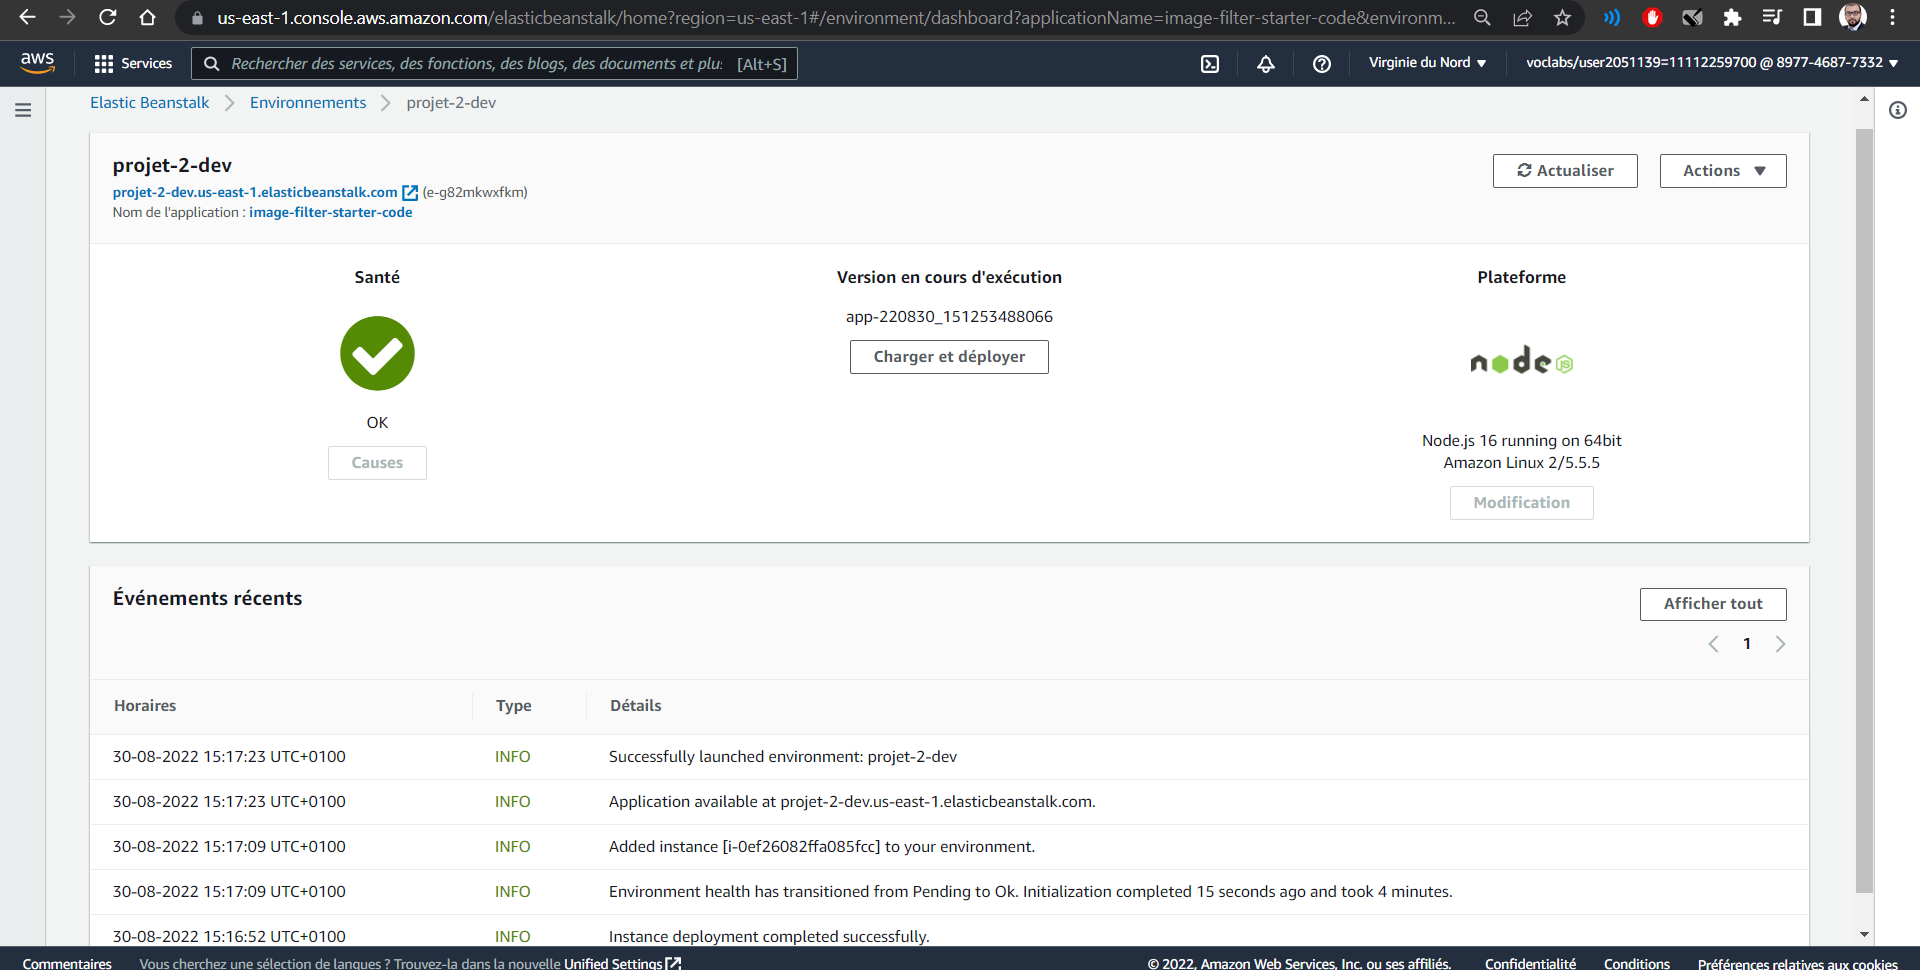 us-east-1.console.aws.amazon.com/elasticbeanstalk/home?region=us-east-1#/environment/dashboard?applicationName=image-filter-starter-code&environm...
aws
Services
Rechercher des services, des fonctions, des blogs, des documents et plu: [Alt+S]
Virginie du Nord
voclabs/user2051139=11112259700 @ 8977-4687-7332
Elastic Beanstalk
Environnements
projet-2-dev
projet-2-dev
projet-2-dev.us-east-1.elasticbeanstalk.com (e-g82mkwxfkm)
Nom de l'application : image-filter-starter-code
Actualiser
Actions
Santé
OK
Causes
Version en cours d'exécution
app-220830_151253488066
Charger et déployer
Plateforme
node JS
Node.js 16 running on 64bit
Amazon Linux 2/5.5.5
Modification
Événements récents
Afficher tout
1
Horaires Type Détails
30-08-2022 15:17:23 UTC+0100 INFO Successfully launched environment: projet-2-dev
30-08-2022 15:17:23 UTC+0100 INFO Application available at projet-2-dev.us-east-1.elasticbeanstalk.com.
30-08-2022 15:17:09 UTC+0100 INFO Added instance [i-0ef26082ffa085fcc] to your environment.
30-08-2022 15:17:09 UTC+0100 INFO Environment health has transitioned from Pending to Ok. Initialization completed 15 seconds ago and took 4 minutes.
30-08-2022 15:16:52 UTC+0100 INFO Instance deployment completed successfully.
Commentaires Vous cherchez une sélection de langues ? Trouvez-la dans la nouvelle Unified Settings © 2022, Amazon Web Services, Inc. ou ses affiliés. Confidentialité Conditions Préférences relatives aux cookies